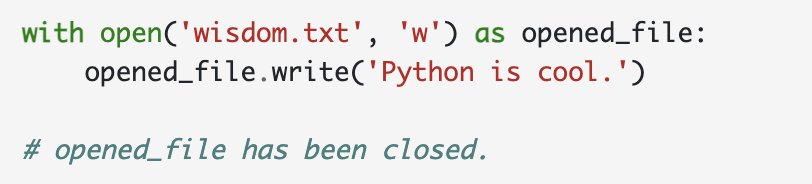 with open('wisdom.txt', 'w') as opened_file:
    opened_file.write('Python is cool.')
# opened_file has been closed.